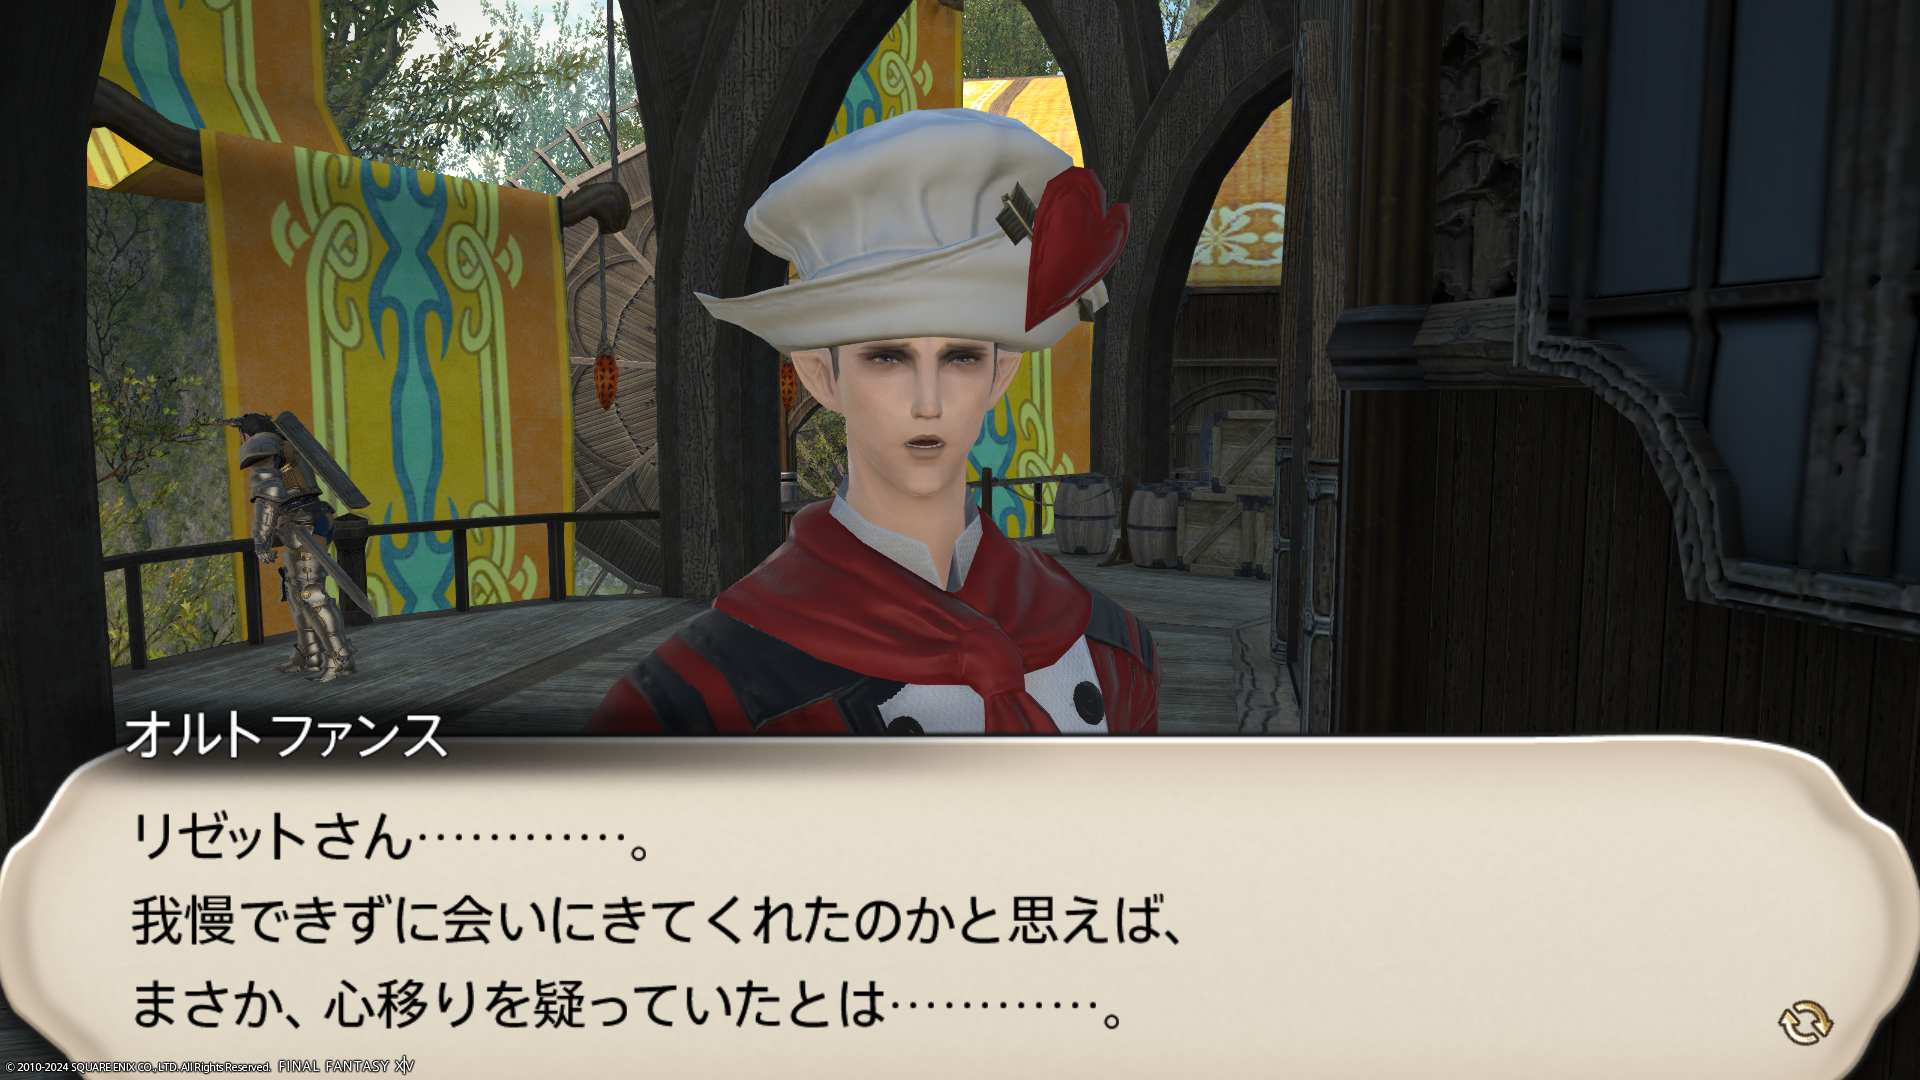 オルトファンス
リゼットさん…………。
我慢できずに会いにきてくれたのかと思えば、
まさか、心移りを疑っていたとは…………。
© 2010-2024 SQUARE ENIX CO., LTD. All Rights Reserved. FINAL FANTASY XIV